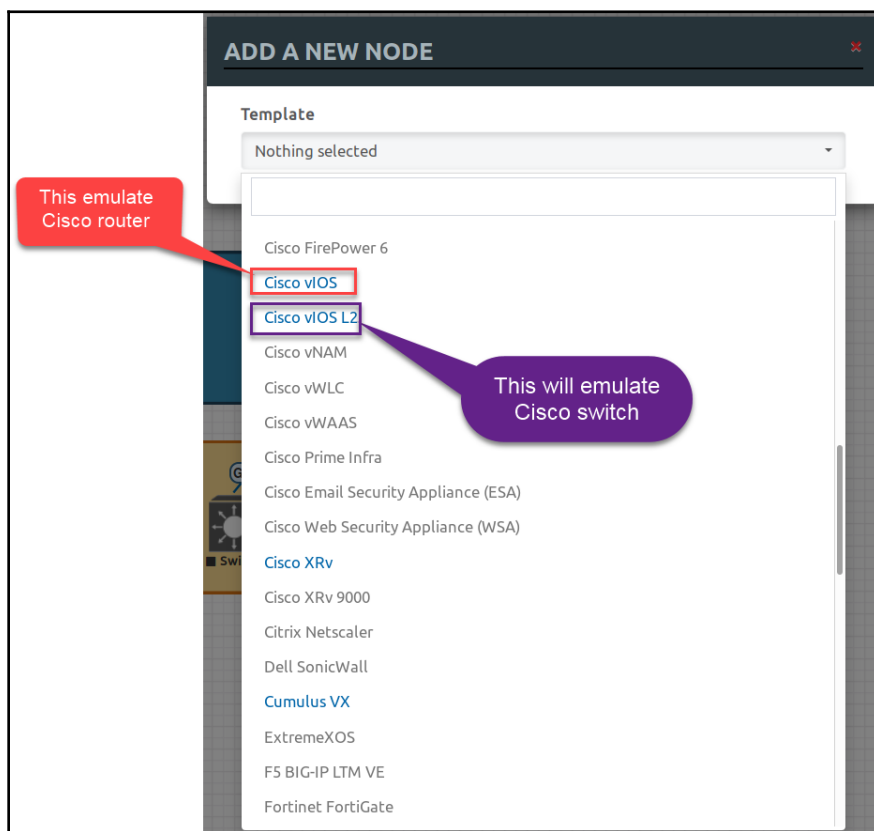 ADD A NEW NODE
Template
Nothing selected
This emulate
Cisco router
Cisco FirePower 6
Cisco vIOS
Cisco vIOS L2
Cisco vNAM
Cisco vWLC
This will emulate
Cisco switch
Cisco vWAAS
Cisco Prime Infra
Cisco Email Security Appliance (ESA)
Cisco Web Security Appliance (WSA)
Swi
Cisco XRv
Cisco XRv 9000
Citrix Netscaler
Dell SonicWall
Cumulus VX
ExtremeXOS
F5 BIG-IP LTM VE
Fortinet FortiGate